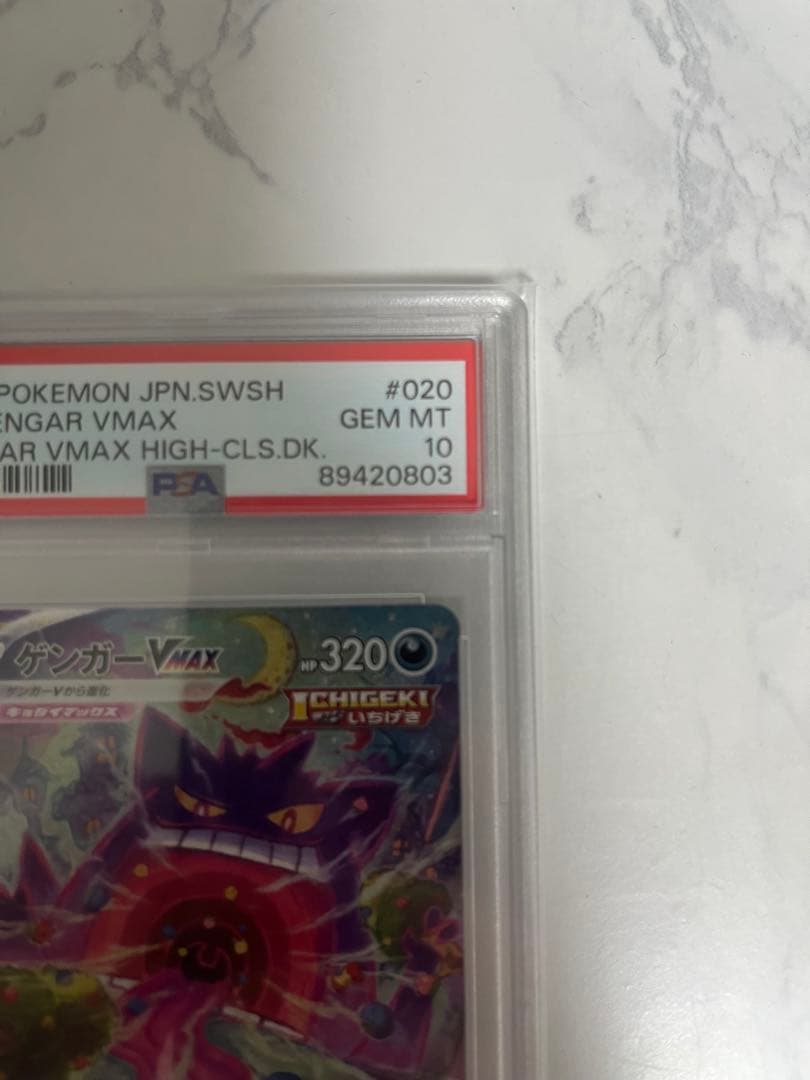 POKEMON JPN.SWSH #020
ENGAR VMAX GEM MT
AR VMAX HIGH-CLS.DK. 10
PSA 89420803
ゲンガーVMAX HP 320
ゲンガーVから進化
キョダイマックス
ICHIGEKI
いちげき